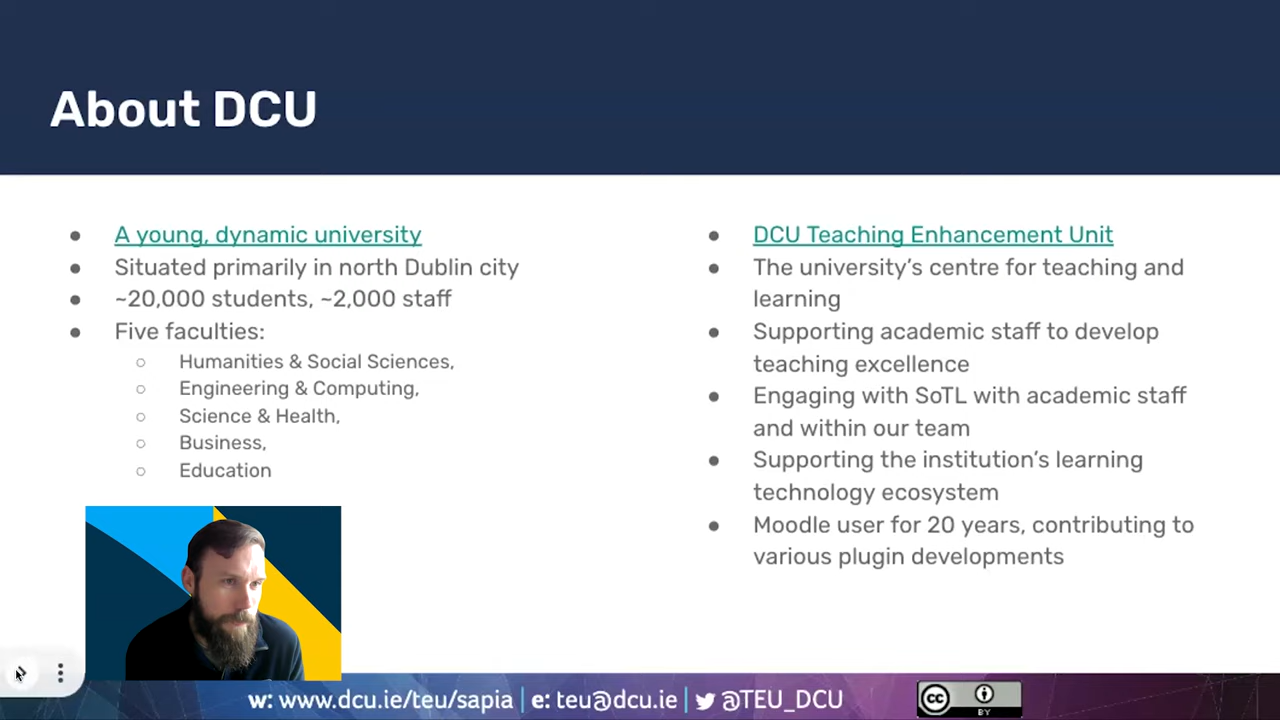 About DCU
A young, dynamic university
Situated primarily in north Dublin city
~20,000 students, ~2,000 staff
Five faculties:
Humanities & Social Sciences,
Engineering & Computing,
Science & Health,
Business,
Education
DCU Teaching Enhancement Unit
The university's centre for teaching and
learning
Supporting academic staff to develop
teaching excellence
Engaging with SoTL with academic staff
and within our team
Supporting the institution's learning
technology ecosystem
Moodle user for 20 years, contributing to
various plugin developments
w: www.dcu.ie/teu/sapia | e: teu@dcu.ie | @TEU_DCU
cc BY